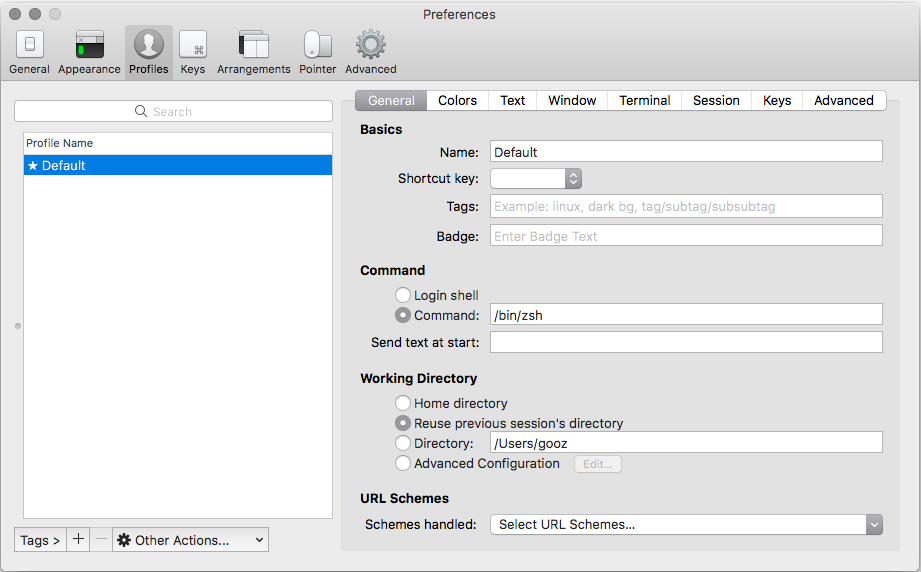 Preferences
General Appearance Profiles Keys Arrangements Pointer Advanced
Search
Profile Name
★ Default
Tags > + − Other Actions...
General Colors Text Window Terminal Session Keys Advanced
Basics
Name: Default
Shortcut key:
Tags: Example: linux, dark bg, tag/subtag/subsubtag
Badge: Enter Badge Text
Command
Login shell
Command: /bin/zsh
Send text at start:
Working Directory
Home directory
Reuse previous session's directory
Directory: /Users/gooz
Advanced Configuration Edit...
URL Schemes
Schemes handled: Select URL Schemes...